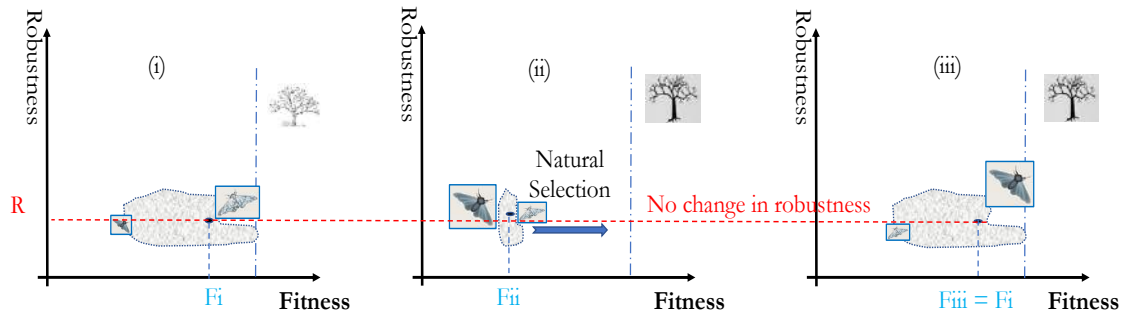 Robustness
(i)
R
Fi
Fitness
Robustness
(ii)
Natural
Selection
Fii
Fitness
No change in robustness
Robustness
(iii)
Fiii = Fi
Fitness